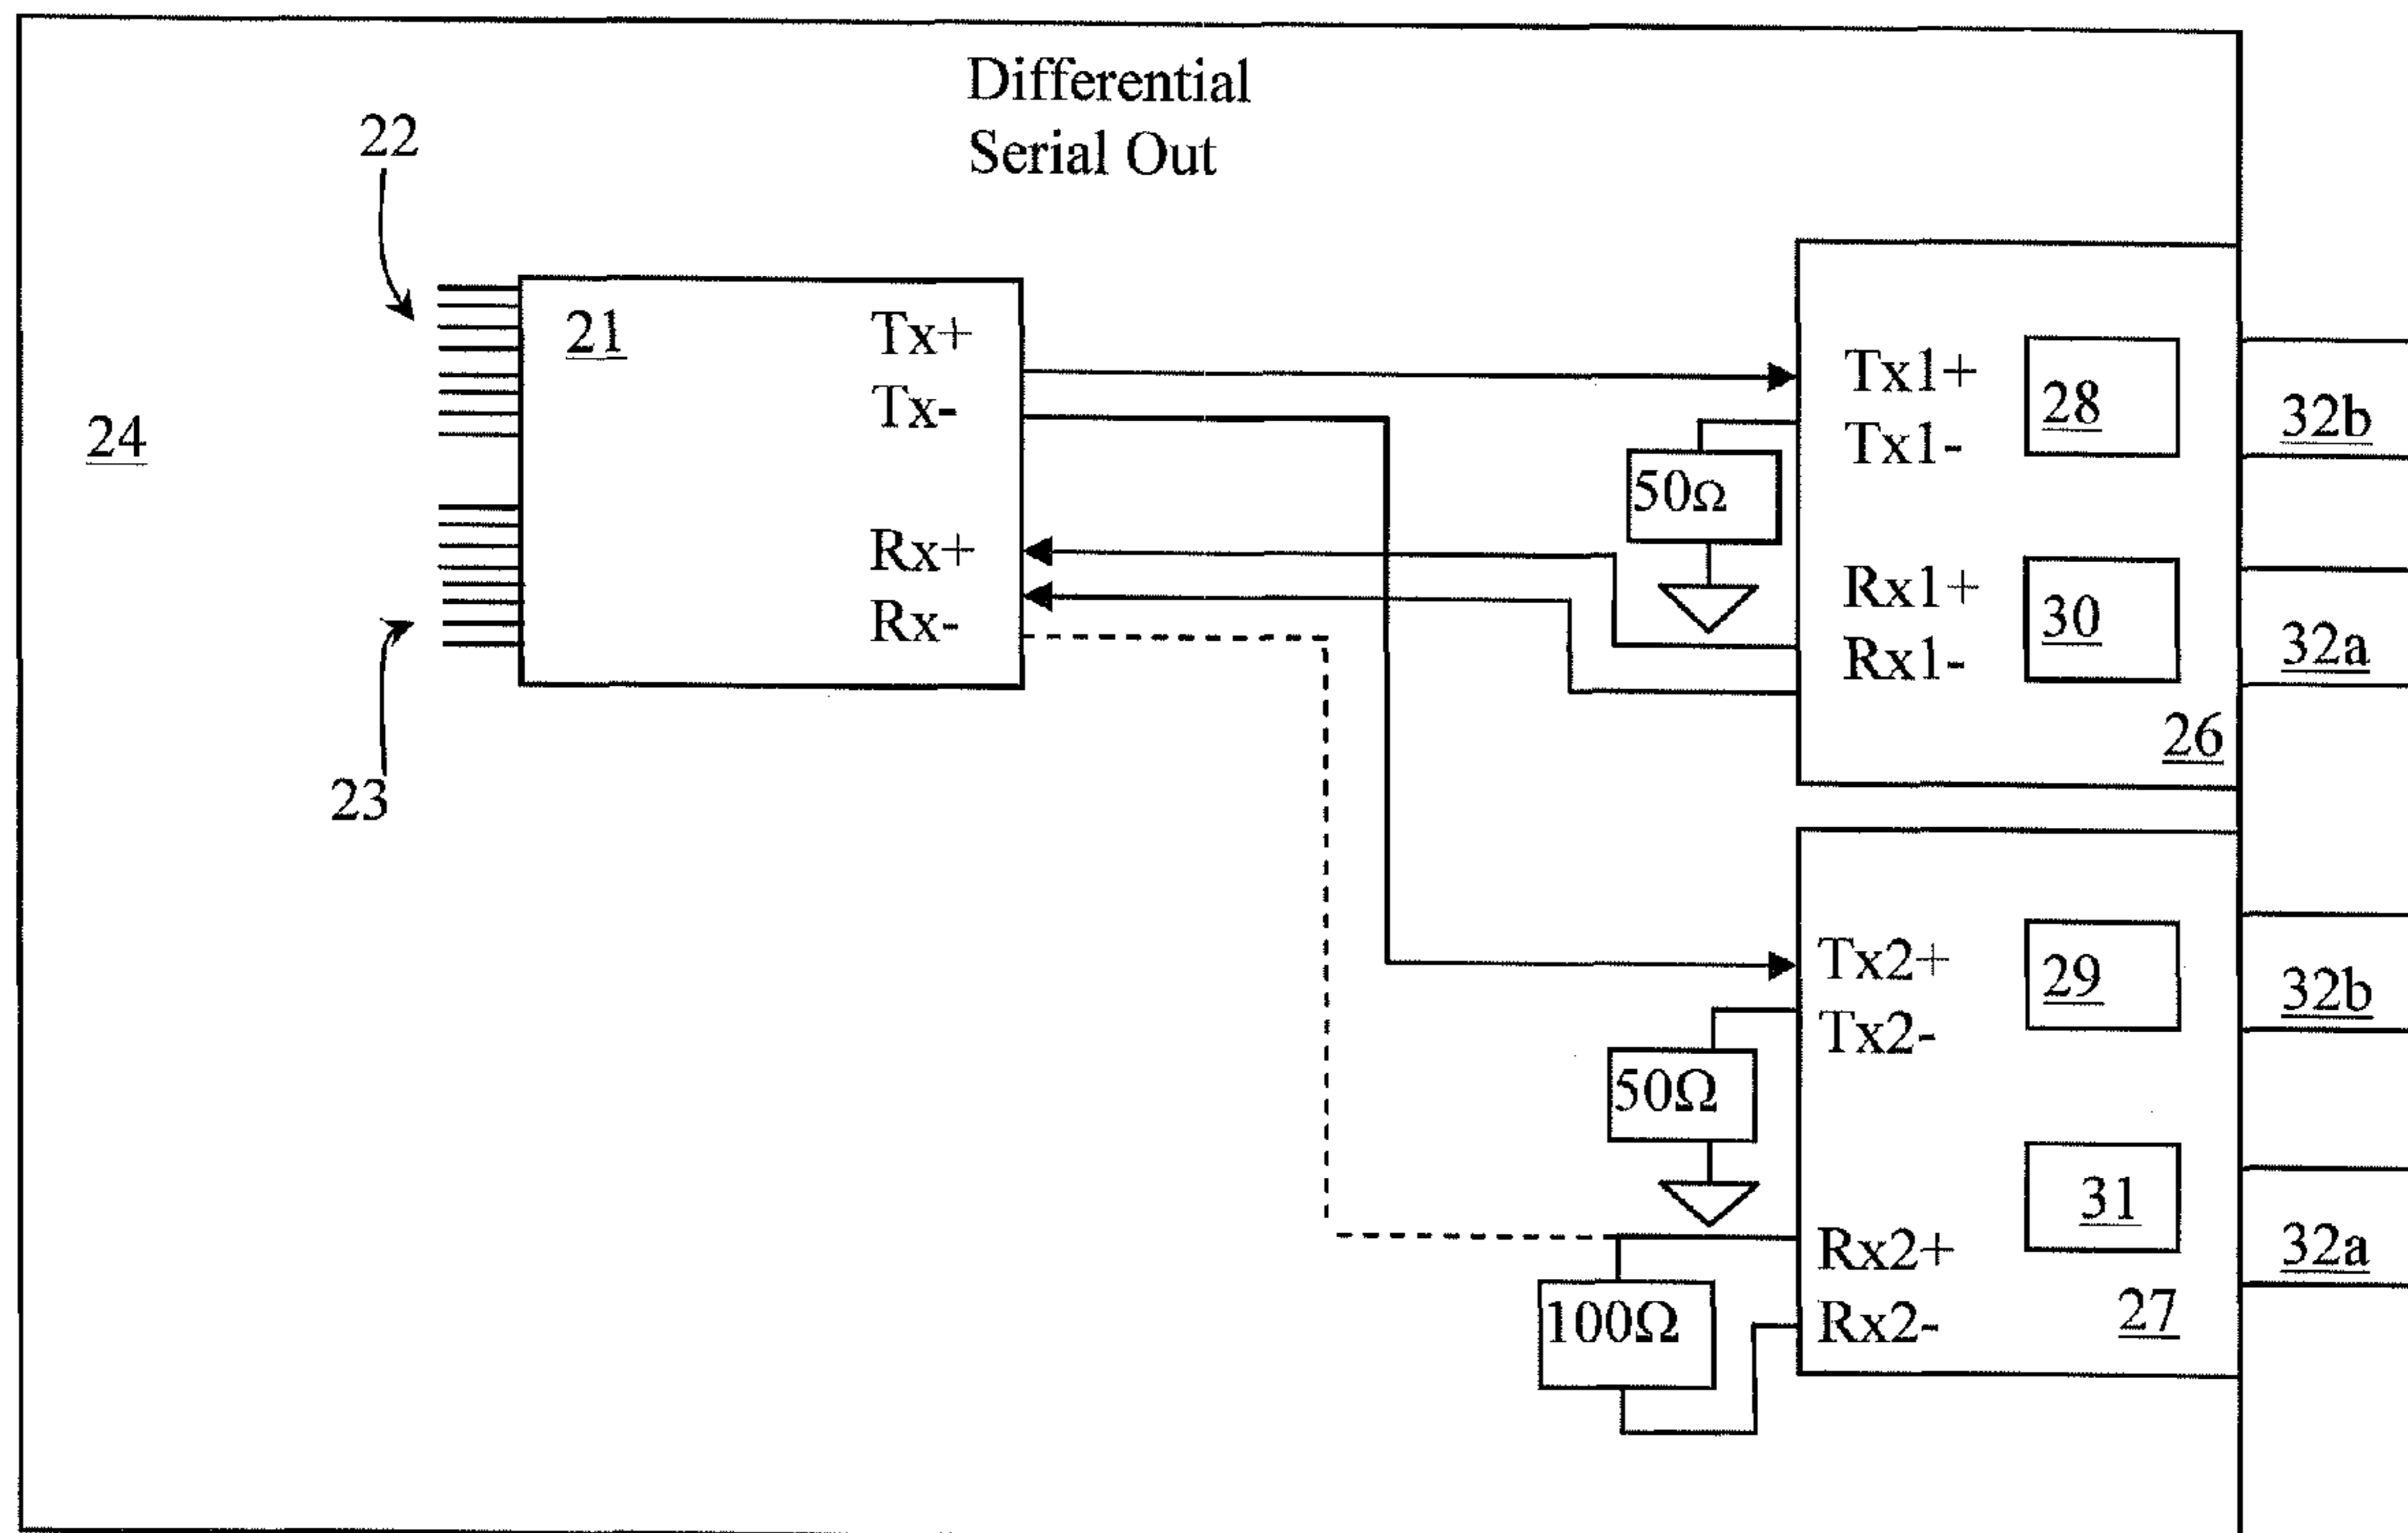 Differential
Serial Out
22
21
24
23
Tx+
Tx-
Rx+
Rx-
50Ω
Tx1+
Tx1-
28
32b
Rx1+
Rx1-
30
32a
26
Tx2+
Tx2-
29
32b
50Ω
31
Rx2+
Rx2-
32a
27
100Ω